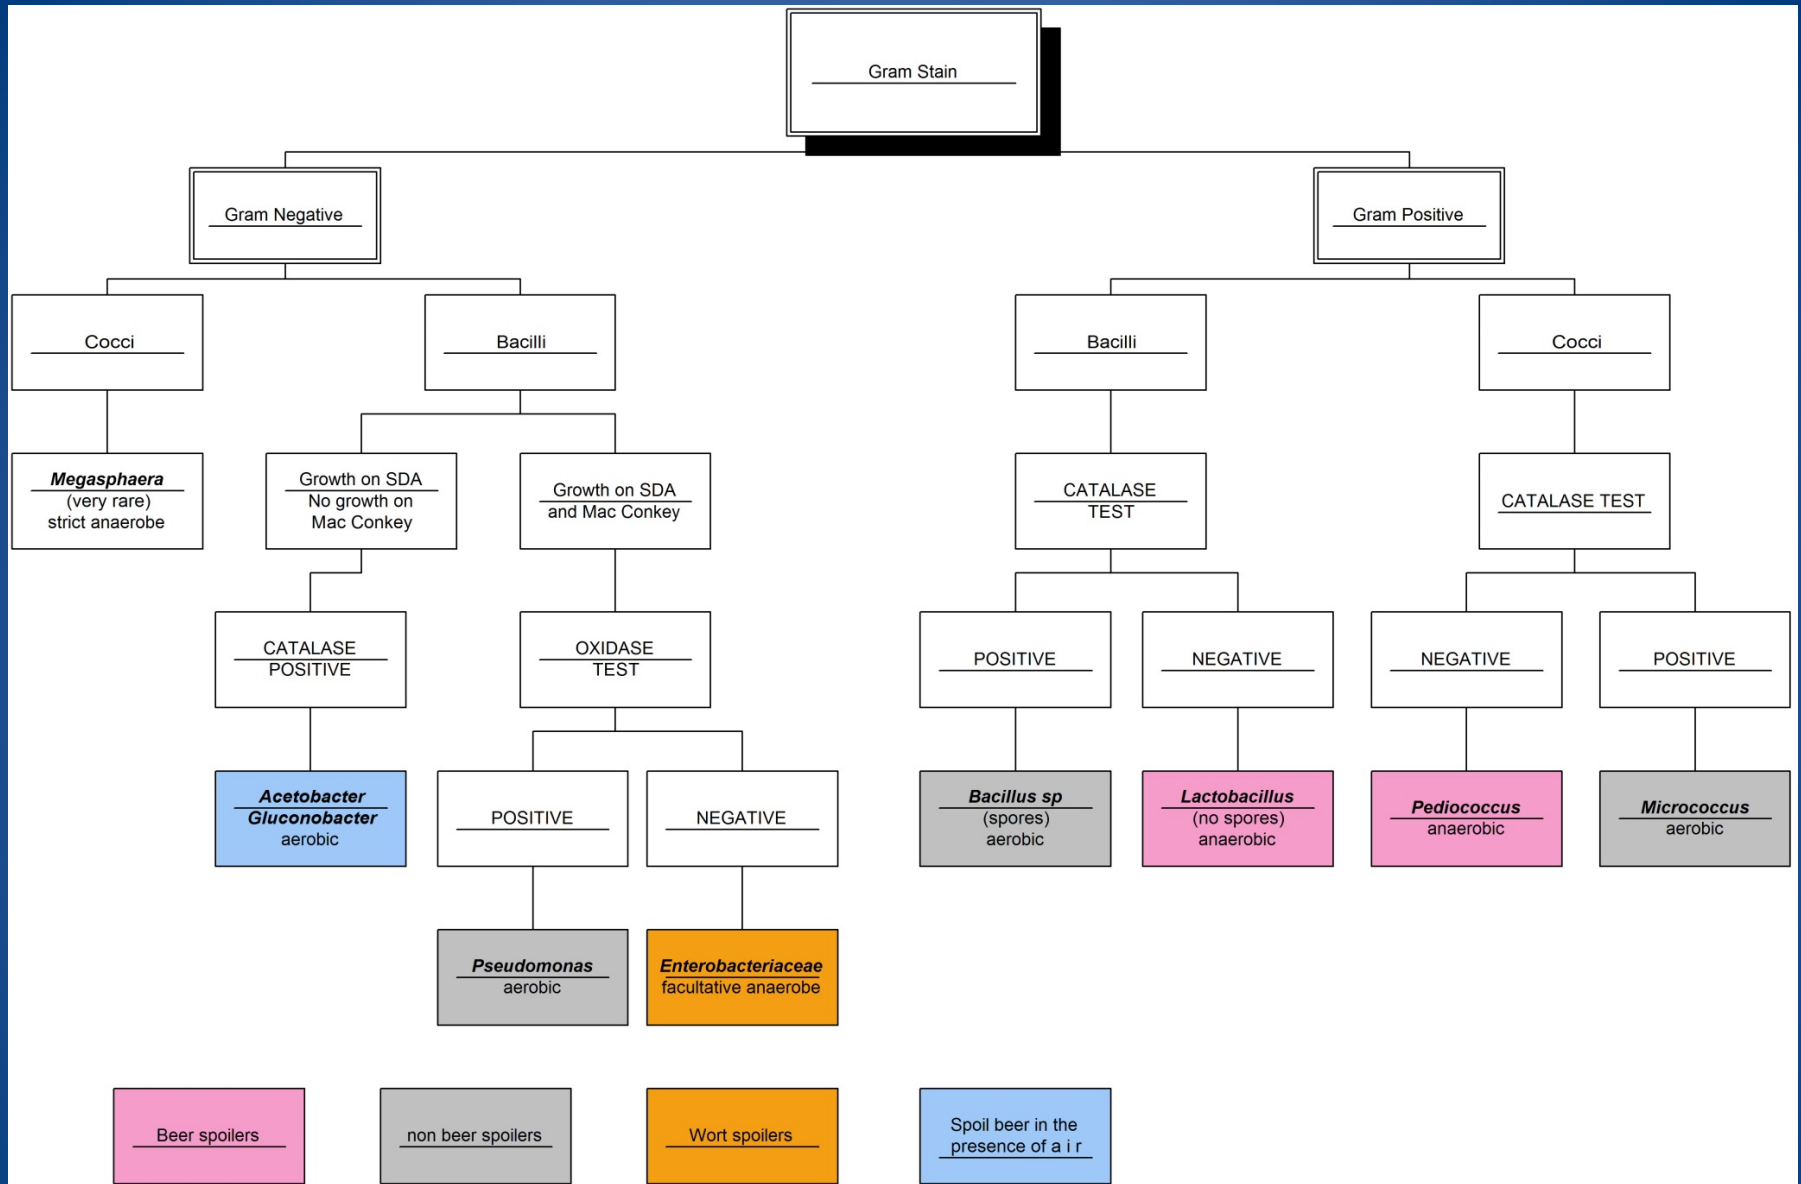 Gram Stain
Gram Negative
Gram Positive
Cocci
Bacilli
Bacilli
Cocci
Megasphaera
(very rare)
strict anaerobe
Growth on SDA
No growth on
Mac Conkey
Growth on SDA
and Mac Conkey
CATALASE
TEST
CATALASE TEST
CATALASE
POSITIVE
OXIDASE
TEST
POSITIVE
NEGATIVE
NEGATIVE
POSITIVE
Acetobacter
Gluconobacter
aerobic
POSITIVE
NEGATIVE
Bacillus sp
(spores)
aerobic
Lactobacillus
(no spores)
anaerobic
Pediococcus
anaerobic
Micrococcus
aerobic
Pseudomonas
aerobic
Enterobacteriaceae
facultative anaerobe
Beer spoilers
non beer spoilers
Wort spoilers
Spoil beer in the
presence of a i r